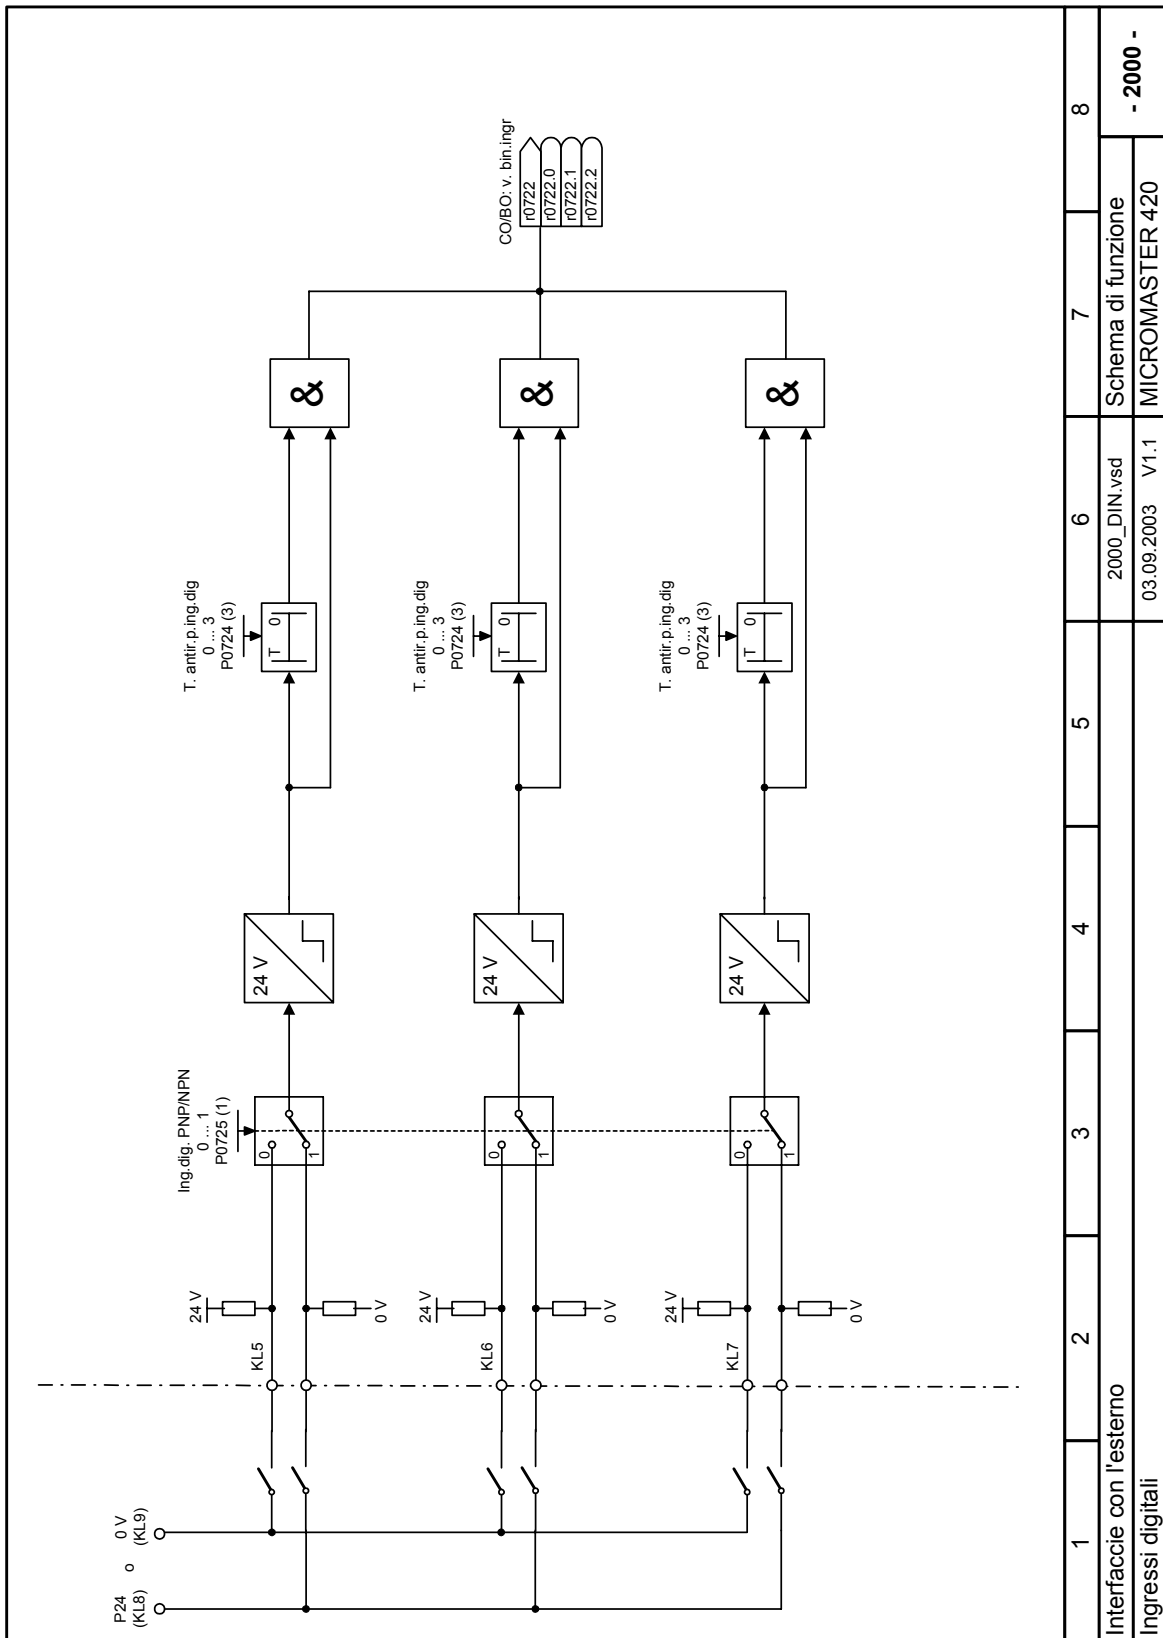 P24
(KL8)
o
0 V
(KL9)
KL5
24 V
0 V
Ing.dig. PNP/NPN
0 ... 1
P0725 (1)
0
1
24 V
T. antir.p.ing.dig
0 ... 3
P0724 (3)
T 0
&
KL6
24 V
0 V
0
1
24 V
T. antir.p.ing.dig
0 ... 3
P0724 (3)
T 0
&
CO/BO: v. bin.ingr
r0722
r0722.0
r0722.1
r0722.2
KL7
24 V
0 V
0
1
24 V
T. antir.p.ing.dig
0 ... 3
P0724 (3)
T 0
&
1 2 3 4 5 6 7 8
Interfaccie con l'esterno
2000_DIN.vsd
Schema di funzione
- 2000 -
Ingressi digitali
03.09.2003 V1.1
MICROMASTER 420